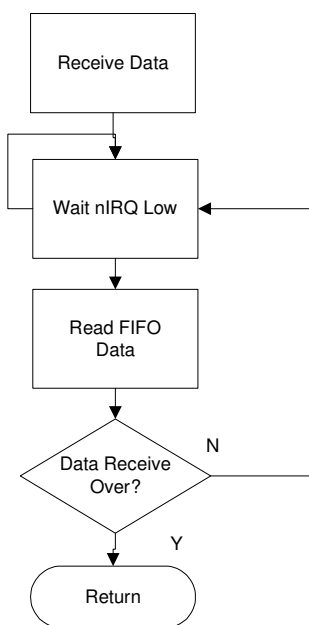 Receive Data
Wait nIRQ Low
Read FIFO
Data
Data Receive
Over?
N
Y
Return